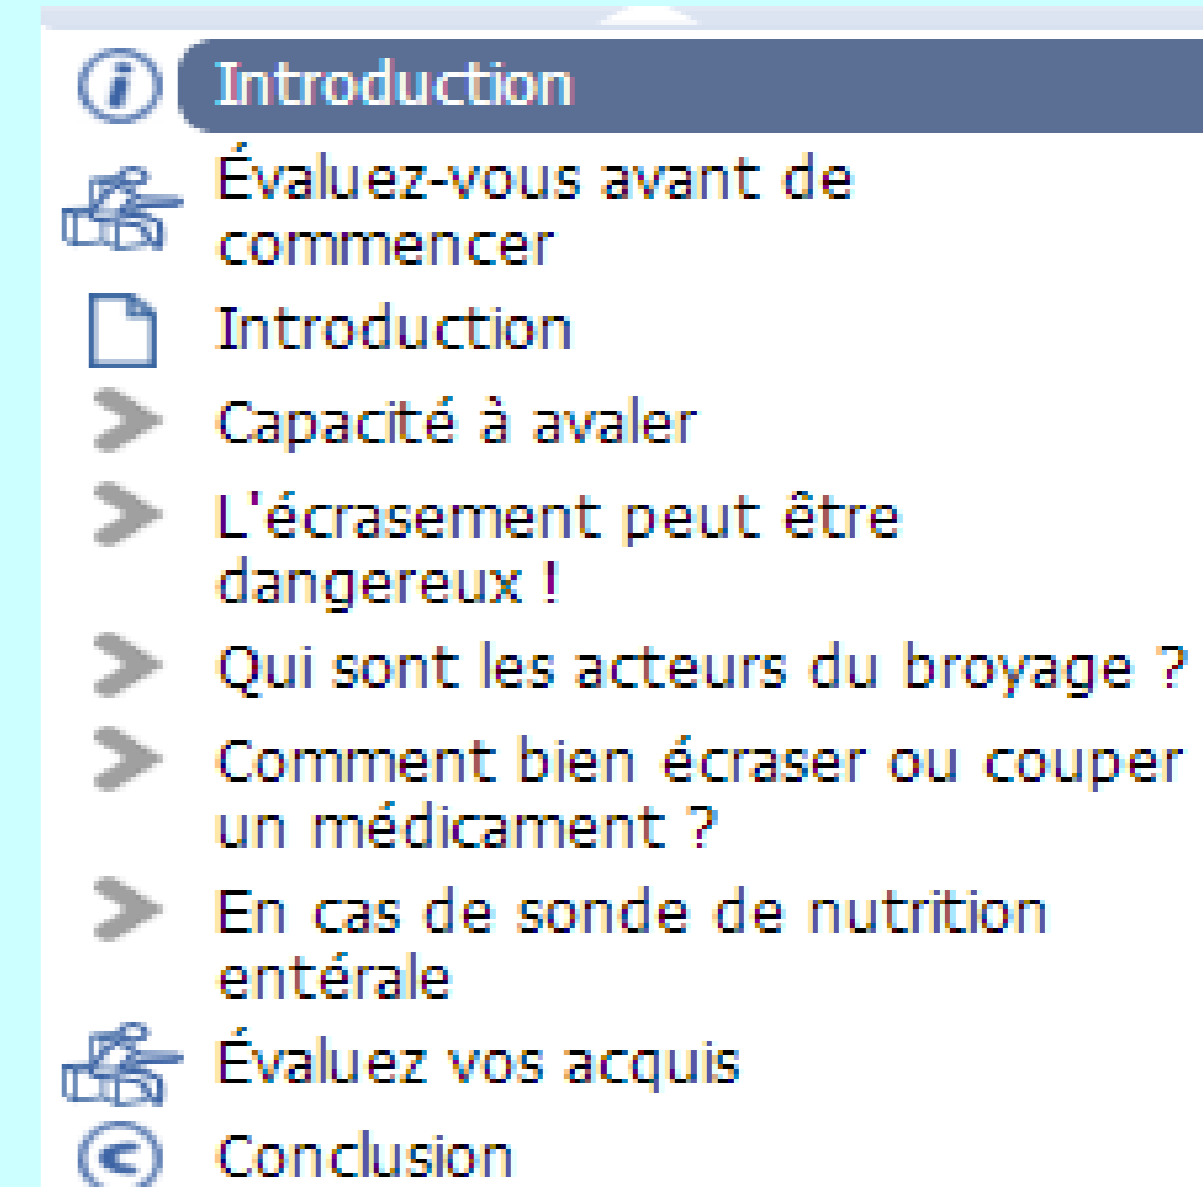 Introduction
Évaluez-vous avant de
commencer
Introduction
Capacité à avaler
L'écrasement peut être
dangereux !
Qui sont les acteurs du broyage ?
Comment bien écraser ou couper
un médicament ?
En cas de sonde de nutrition
entérale
Évaluez vos acquis
Conclusion